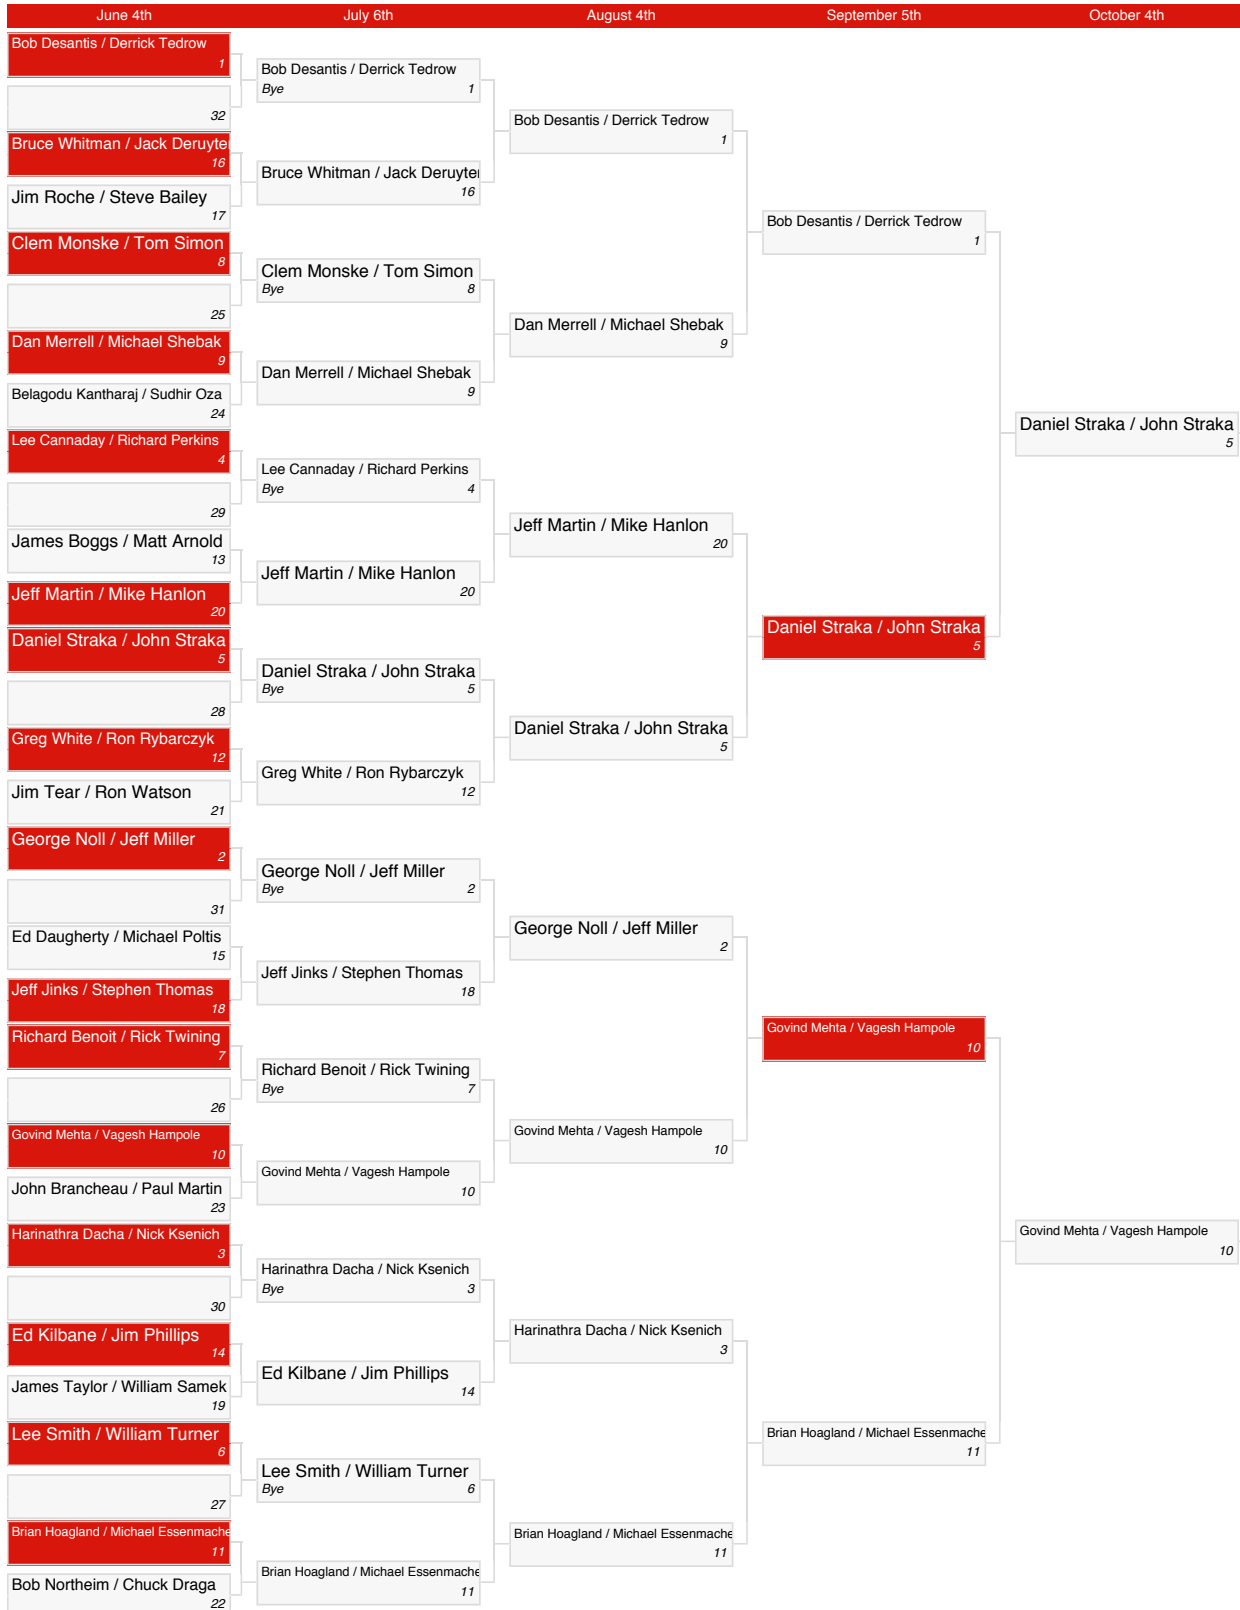 June 4th
July 6th
August 4th
September 5th
October 4th
Bob Desantis / Derrick Tedrow
1
32
Bruce Whitman / Jack Deruyte
16
Jim Roche / Steve Bailey
17
Clem Monske / Tom Simon
8
25
Dan Merrell / Michael Shebak
9
Belagodu Kantharaj / Sudhir Oza
24
Lee Cannaday / Richard Perkins
4
29
James Boggs / Matt Arnold
13
Jeff Martin / Mike Hanlon
20
Daniel Straka / John Straka
5
28
Greg White / Ron Rybarczyk
12
Jim Tear / Ron Watson
21
George Noll / Jeff Miller
2
31
Ed Daugherty / Michael Poltis
15
Jeff Jinks / Stephen Thomas
18
Richard Benoit / Rick Twining
7
26
Govind Mehta / Vagesh Hampole
10
John Brancheau / Paul Martin
23
Harinathra Dacha / Nick Ksenich
3
30
Ed Kilbane / Jim Phillips
14
James Taylor / William Samek
19
Lee Smith / William Turner
6
27
Brian Hoagland / Michael Essenmache
11
Bob Northeim / Chuck Draga
22
Bob Desantis / Derrick Tedrow
Bye 1
Bruce Whitman / Jack Deruyte
16
Clem Monske / Tom Simon
Bye 8
Dan Merrell / Michael Shebak
9
Lee Cannaday / Richard Perkins
Bye 4
Jeff Martin / Mike Hanlon
20
Daniel Straka / John Straka
Bye 5
Greg White / Ron Rybarczyk
12
George Noll / Jeff Miller
Bye 2
Jeff Jinks / Stephen Thomas
18
Richard Benoit / Rick Twining
Bye 7
Govind Mehta / Vagesh Hampole
10
Harinathra Dacha / Nick Ksenich
Bye 3
Ed Kilbane / Jim Phillips
14
Lee Smith / William Turner
Bye 6
Brian Hoagland / Michael Essenmache
11
Bob Desantis / Derrick Tedrow
1
Dan Merrell / Michael Shebak
9
Jeff Martin / Mike Hanlon
20
Daniel Straka / John Straka
5
George Noll / Jeff Miller
2
Govind Mehta / Vagesh Hampole
10
Harinathra Dacha / Nick Ksenich
3
Brian Hoagland / Michael Essenmache
11
Bob Desantis / Derrick Tedrow
1
Daniel Straka / John Straka
5
Govind Mehta / Vagesh Hampole
10
Brian Hoagland / Michael Essenmache
11
Daniel Straka / John Straka
5
Govind Mehta / Vagesh Hampole
10